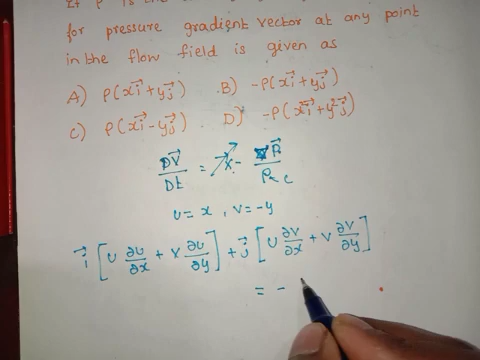 for pressure gradient vector at any point
in the flow field is given as
A) ρ(xi⃗+yj⃗) B) -ρ(xi⃗+yj⃗)
C) ρ(xi⃗-yj⃗) D) -ρ(xi⃗+y²j⃗)
DV⃗/Dt = X -
u = x, v = -y
i⃗[u ∂u/∂x + v ∂u/∂y] + j⃗[u ∂v/∂x + v ∂v/∂y]
= -